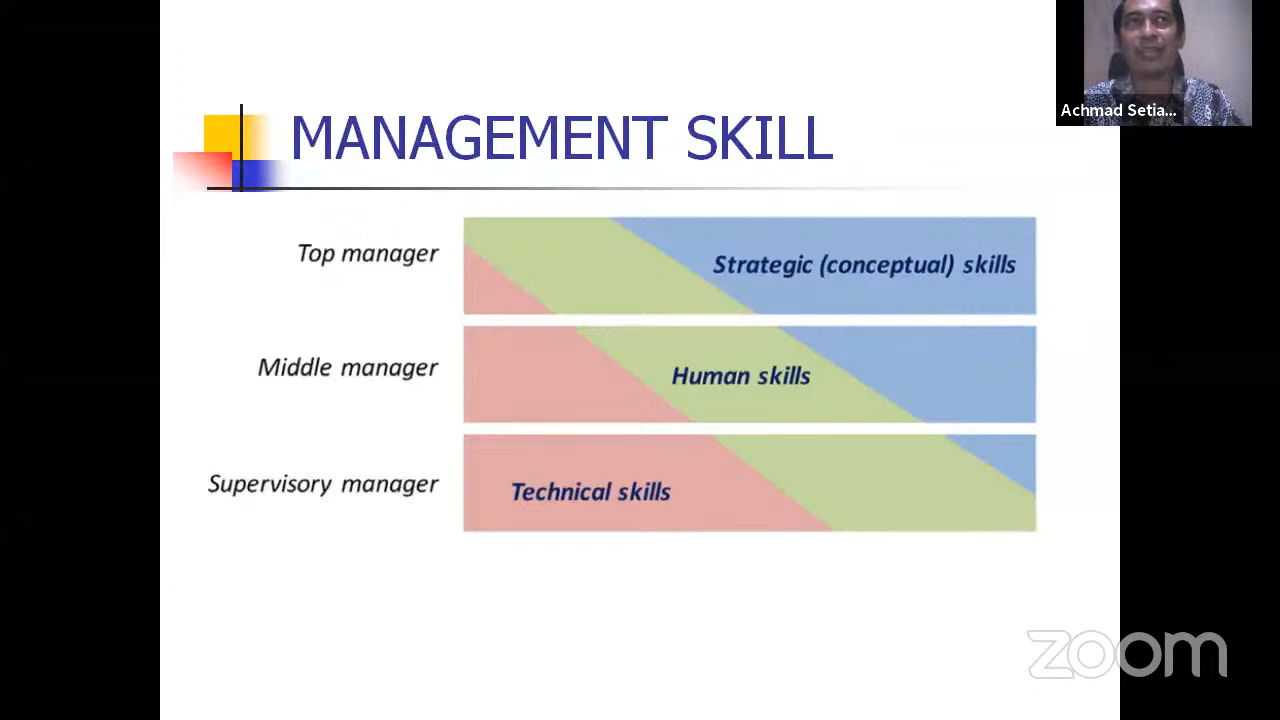 Achmad Setia...
MANAGEMENT SKILL
Top manager
Strategic (conceptual) skills
Middle manager
Human skills
Supervisory manager
Technical skills
zoom